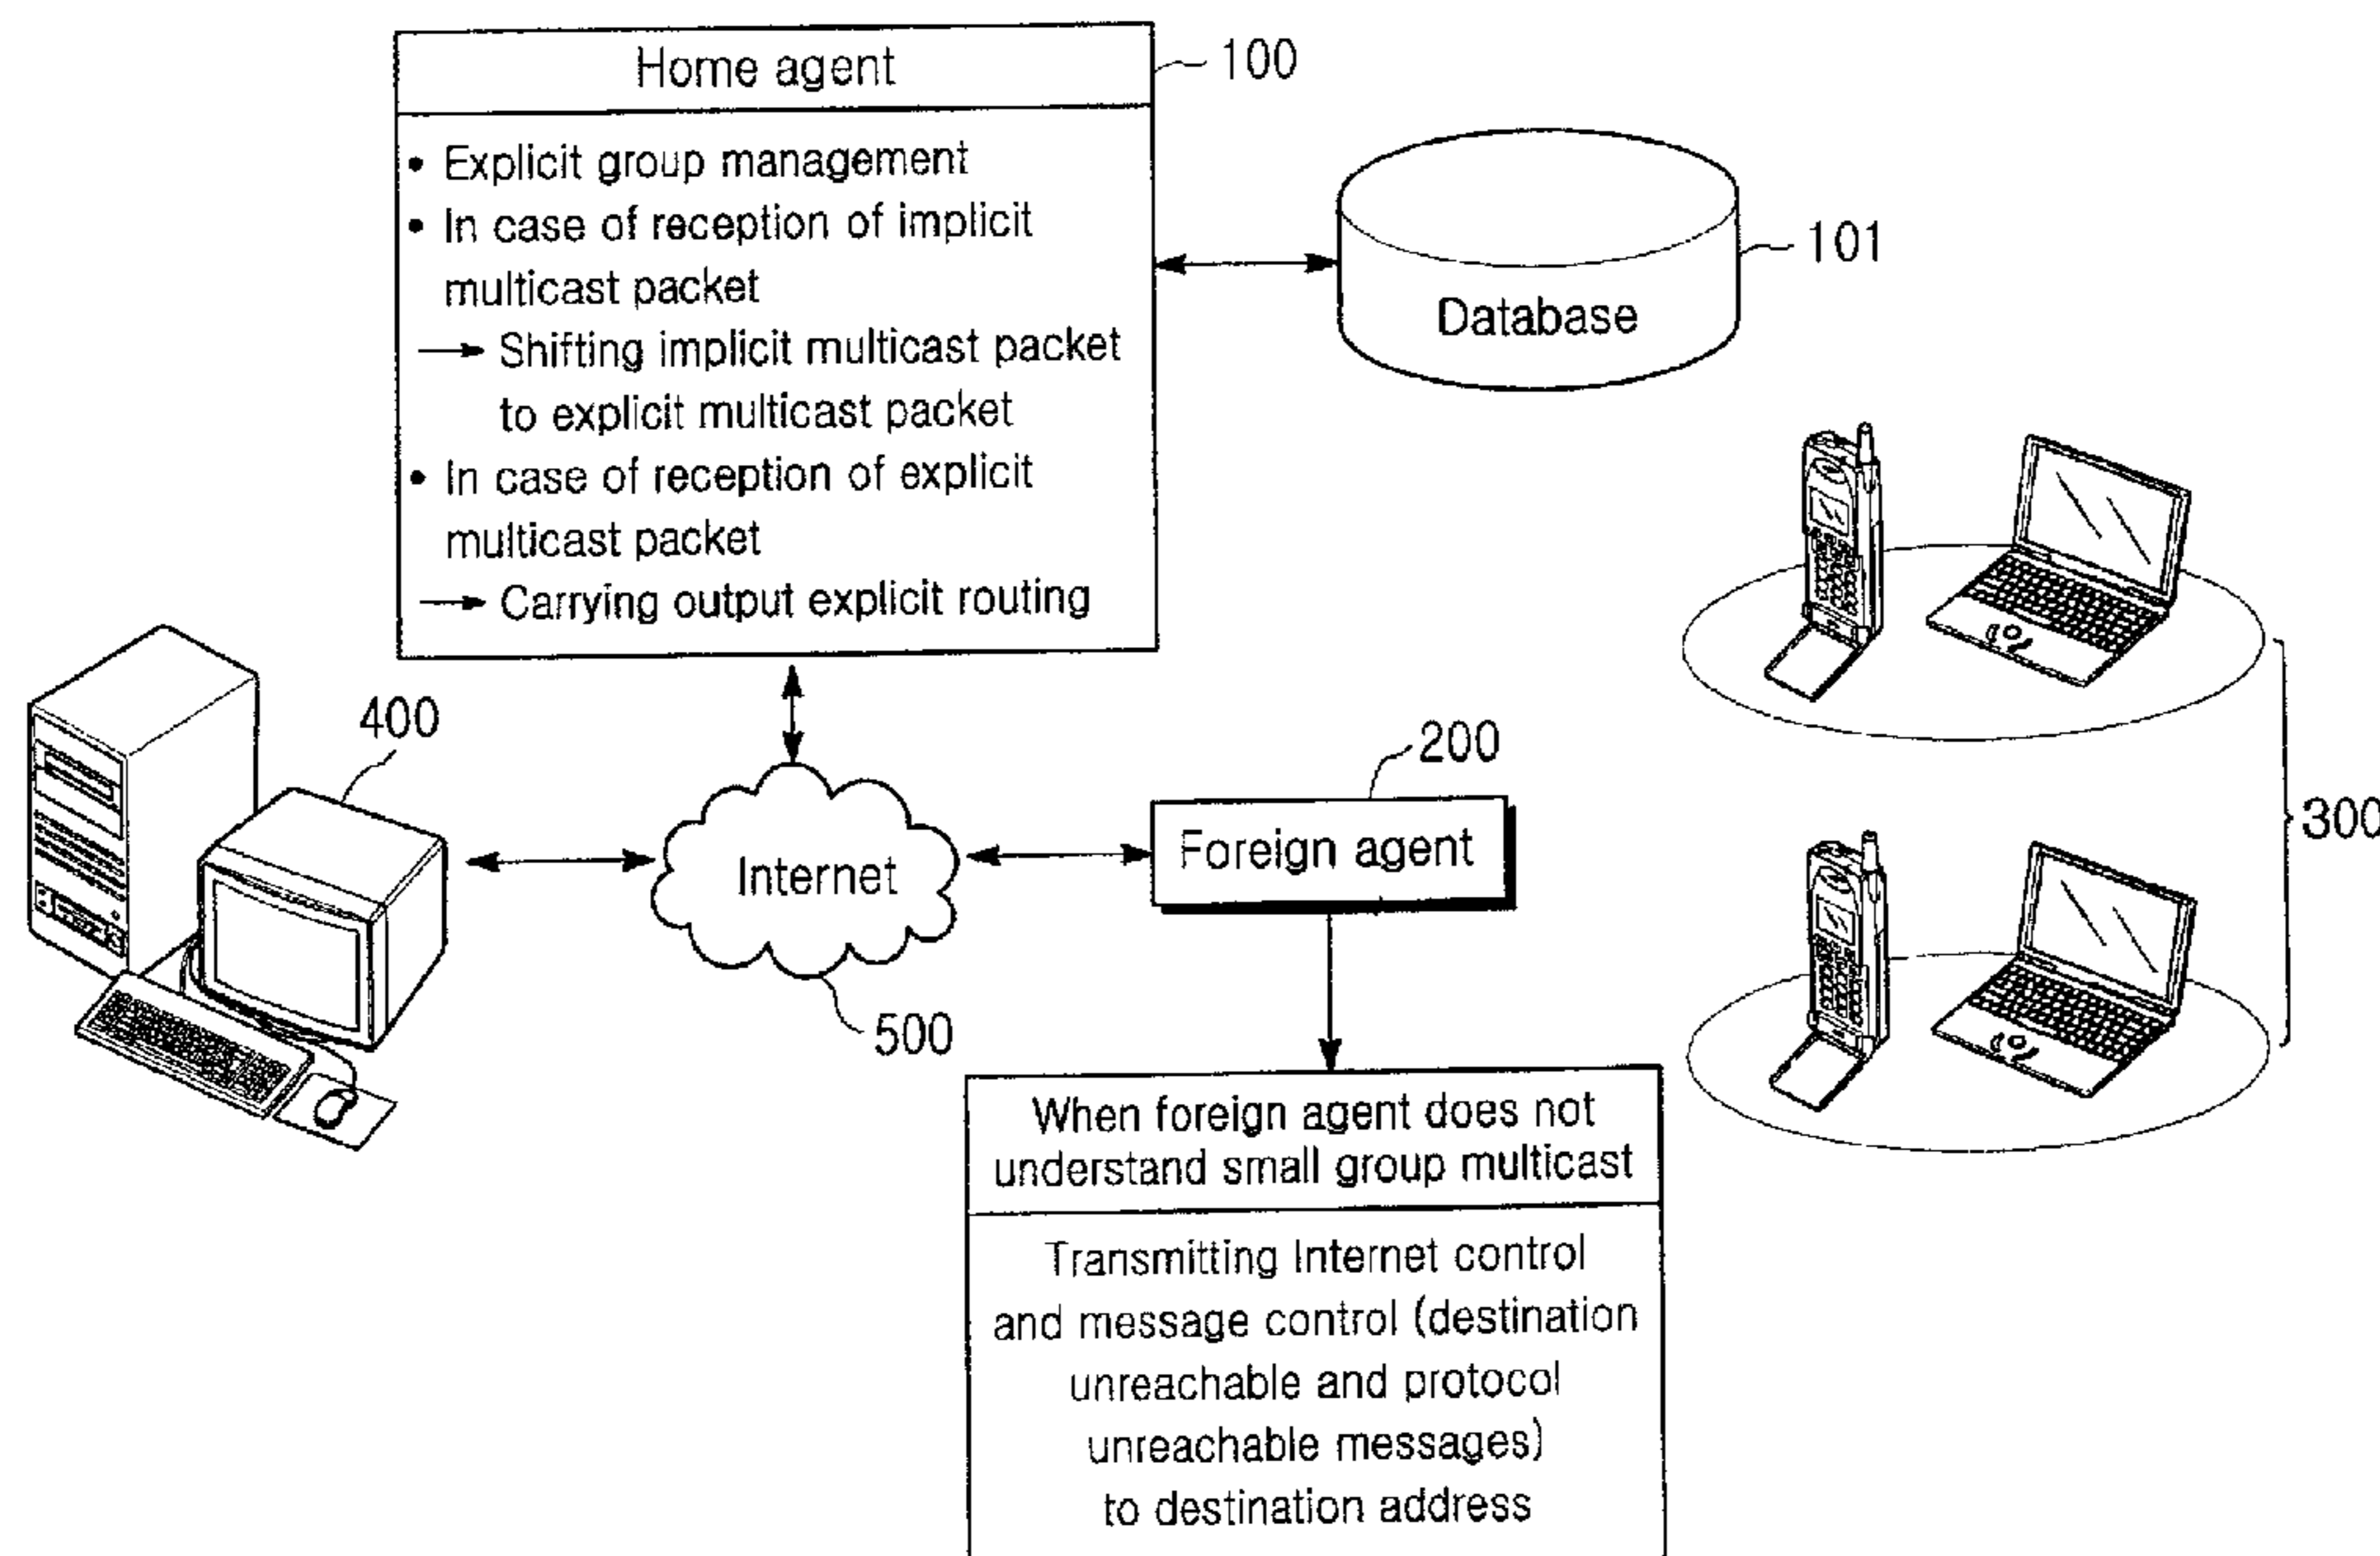 Home agent
100
• Explicit group management
• In case of reception of implicit
multicast packet
→ Shifting implicit multicast packet
to explicit multicast packet
• In case of reception of explicit
multicast packet
→ Carrying output explicit routing
Database
101
400
Internet
500
200
Foreign agent
300
When foreign agent does not
understand small group multicast
Transmitting Internet control
and message control (destination
unreachable and protocol
unreachable messages)
to destination address